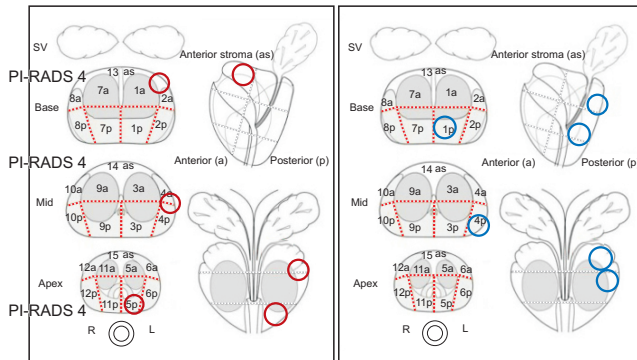 SV
Anterior stroma (as)
PI-RADS 4
13 as
7a 1a
8a 2a
Base
8p 7p 1p 2p
PI-RADS 4
Anterior (a) Posterior (p)
14 as
9a 3a
10a 4a
Mid
10p 4p
9p 3p
15 as
12a 11a 5a 6a
Apex
12p 6p
11p 5p
PI-RADS 4
R L
SV
Anterior stroma (as)
PI-RADS 4
13 as
7a 1a
8a 2a
Base
8p 7p 1p 2p
Anterior (a) Posterior (p)
14 as
9a 3a
10a 4a
Mid
10p 4p
9p 3p
15 as
12a 11a 5a 6a
Apex
12p 6p
11p 5p
R L